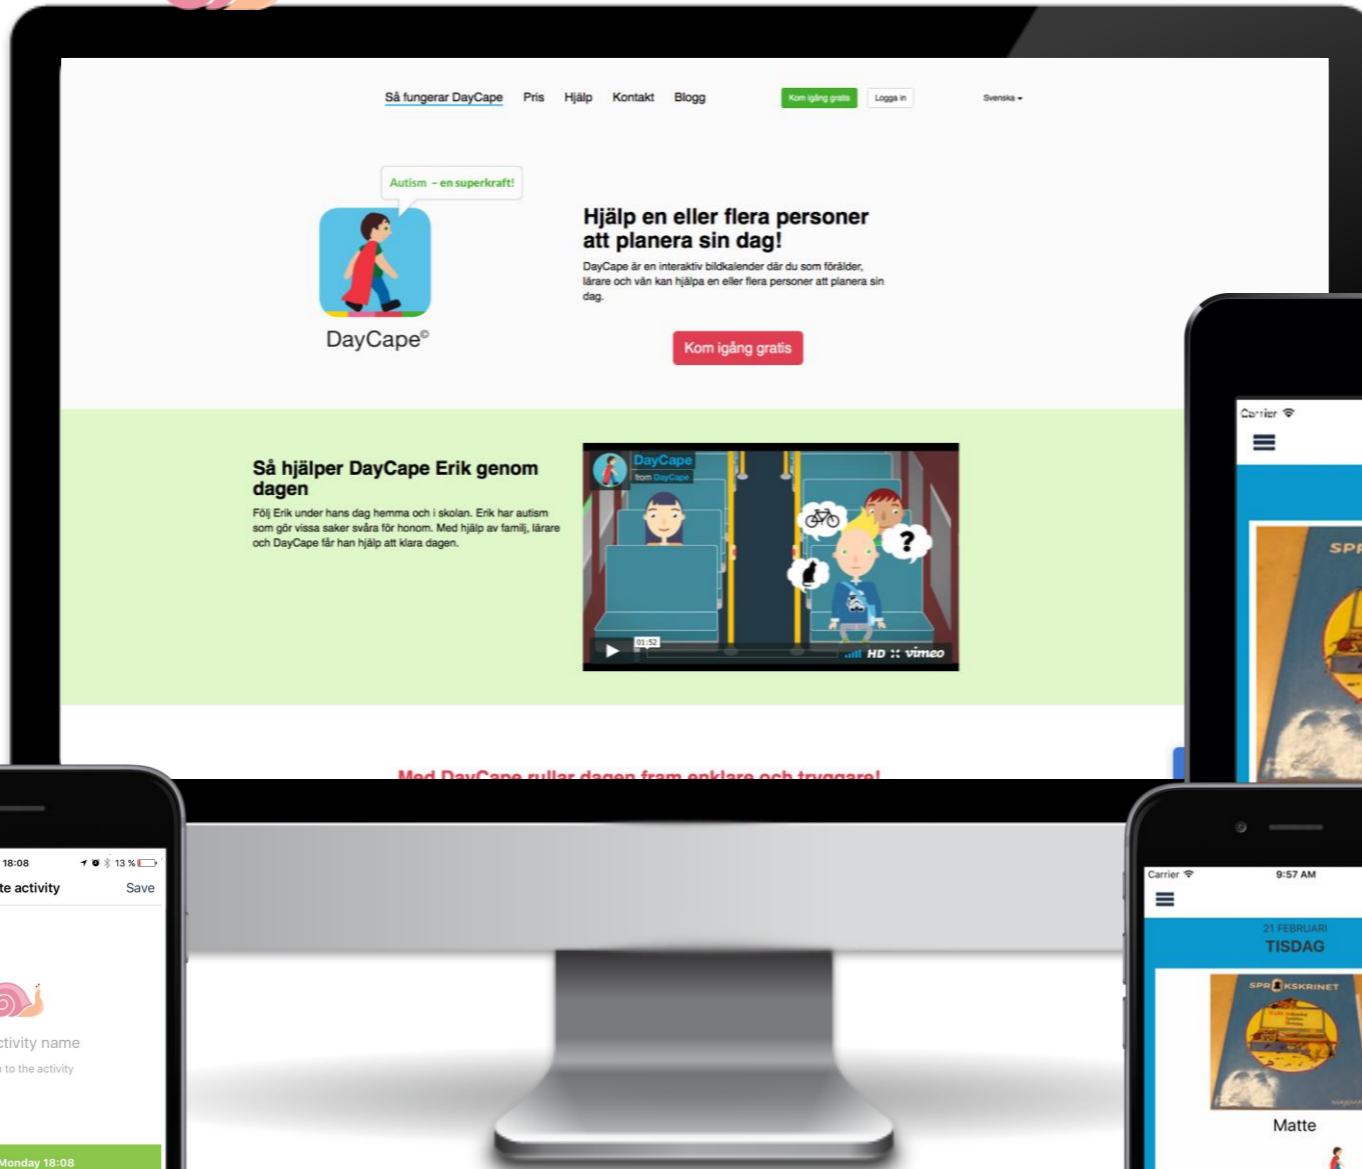 Så fungerar DayCape Pris Hjälp Kontakt Blogg Kom igång gratis Logga in Svenska
Autism - en superkraft!
DayCape©
Hjälp en eller flera personer
att planera sin dag!
DayCape är en interaktiv bildkalender där du som förälder,
lärare och vän kan hjälpa en eller flera personer att planera sin
dag.
Kom igång gratis
Så hjälper DayCape Erik genom
dagen
Följ Erik under hans dag hemma och i skolan. Erik har autism
som gör vissa saker svåra för honom. Med hjälp av familj, lärare
och DayCape får han hjälp att klara dagen.
DayCape
from DayCape
?
01:52
HD vimeo
Med DayCape rullar dagen fram enklare och tryggare!
Carrier
SPR
18:08 13 %
te activity Save
ctivity name
to the activity
Monday 18:08
Carrier 9:57 AM
21 FEBRUARI
TISDAG
SPR KSKRINET
Matte